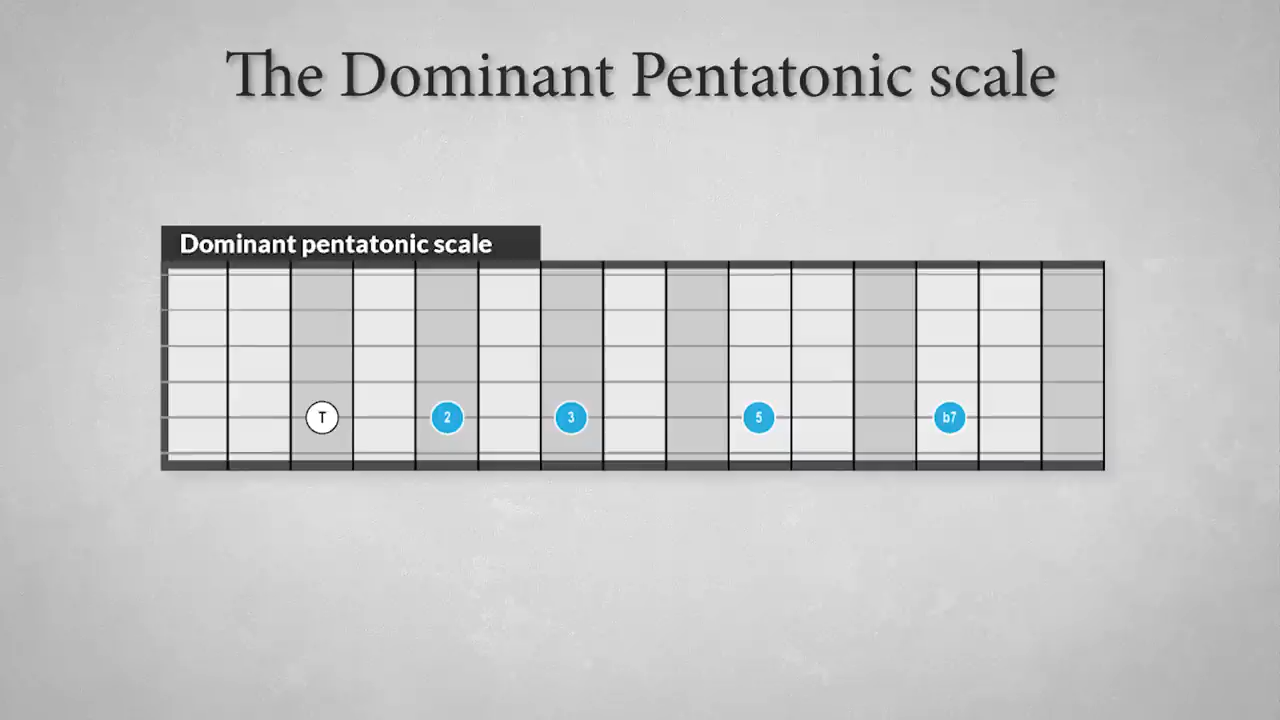 The Dominant Pentatonic scale
Dominant pentatonic scale
T 2 3 5 b7